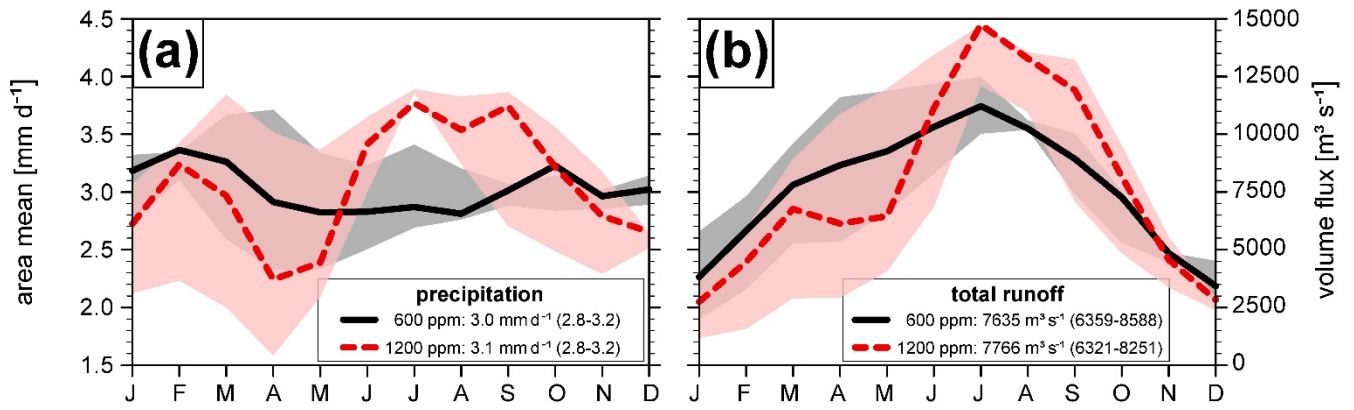 (a)
area mean [mm d⁻¹]
4.5
4.0
3.5
3.0
2.5
2.0
1.5
precipitation
600 ppm: 3.0 mm d⁻¹ (2.8-3.2)
1200 ppm: 3.1 mm d⁻¹ (2.8-3.2)
J F M A M J J A S O N D
(b)
total runoff
600 ppm: 7635 m³ s⁻¹ (6359-8588)
1200 ppm: 7766 m³ s⁻¹ (6321-8251)
J F M A M J J A S O N D
15000
12500
10000
7500
5000
2500
0
volume flux [m³ s⁻¹]